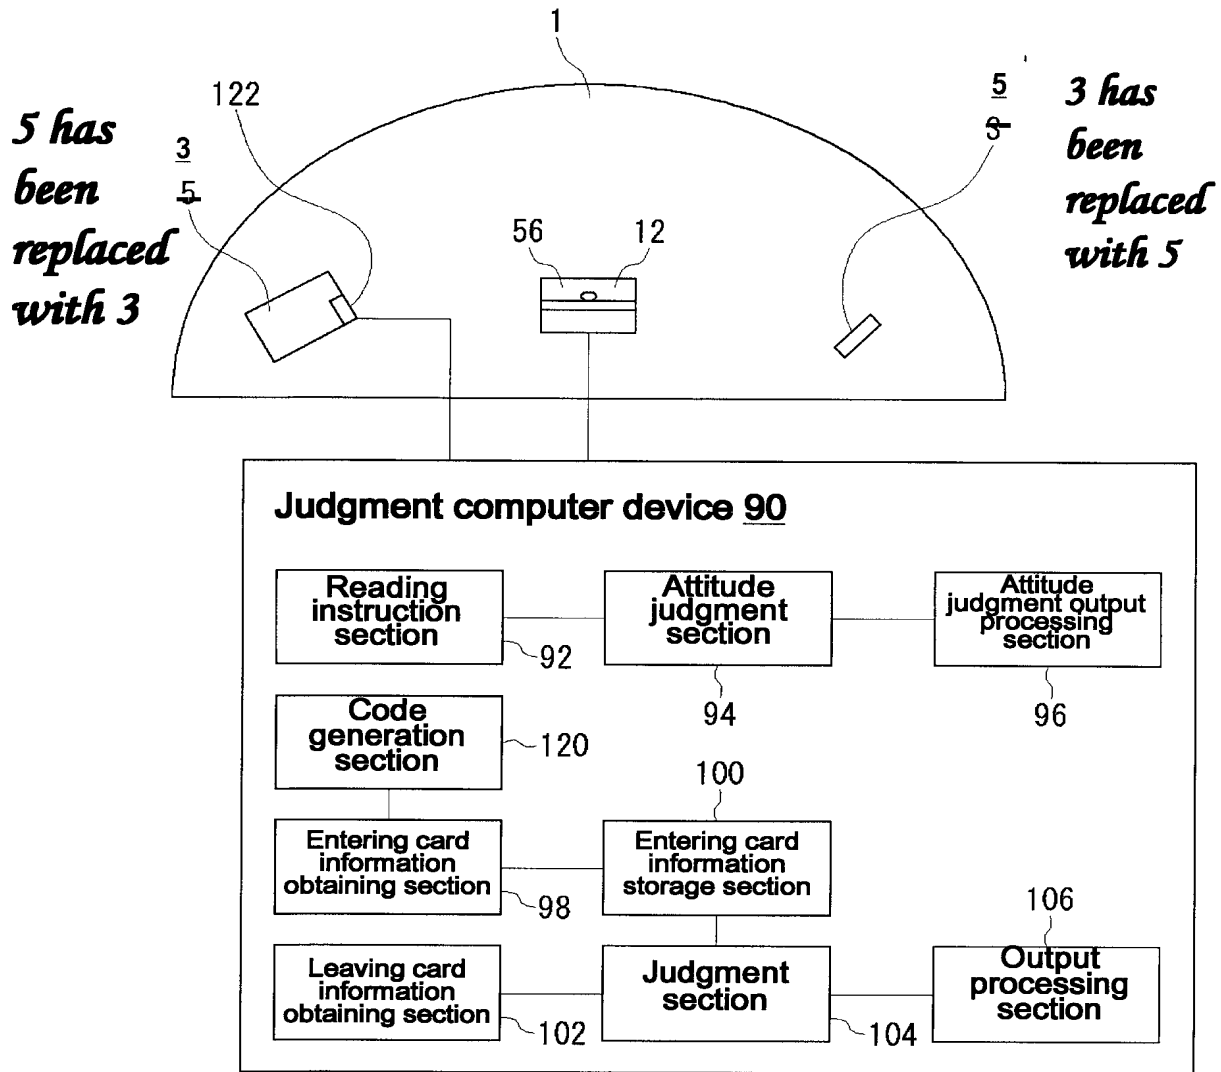 1
122
5 has
been
replaced
with 3
3
5
56
12
5
3
3 has
been
replaced
with 5
Judgment computer device 90
Reading
instruction
section
92
Attitude
judgment
section
94
Attitude
judgment output
processing
section
96
Code
generation
section
120
100
Entering card
information
obtaining section
98
Entering card
information
storage section
106
Leaving card
information
obtaining section
102
Judgment
section
104
Output
processing
section